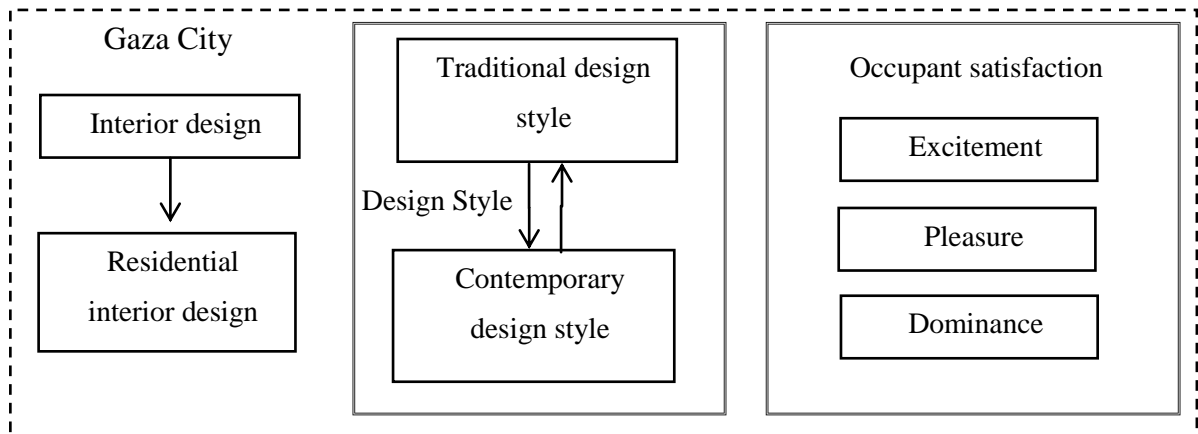 Gaza City
Interior design
Residential
interior design
Traditional design
style
Design Style
Contemporary
design style
Occupant satisfaction
Excitement
Pleasure
Dominance